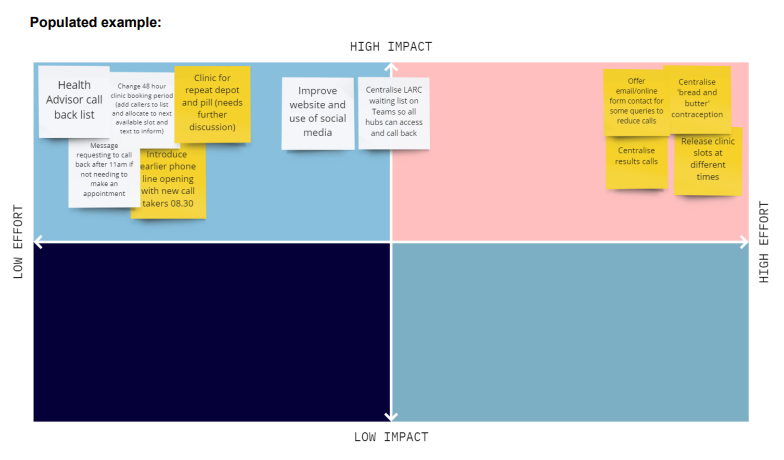 Populated example:
HIGH IMPACT
Health
Advisor call
back list
Change 48 hour
clinic booking period
(add callers to list
and allocate to next
available slot and
text to inform)
Clinic for
repeat depot
and pill (needs
further
discussion)
Message
requesting to call
back after 11am if
not needing to
make an
appointment
Introduce
earlier phone
line opening
with new call
takers 08.30
Improve
website and
use of social
media
Centralise LARC
waiting list on
Teams so all
hubs can access
and call back
Offer
email/online
form contact for
some queries to
reduce calls
Centralise
'bread and
butter'
contraception
Centralise
results calls
Release clinic
slots at
different
times
LOW EFFORT
HIGH EFFORT
LOW IMPACT